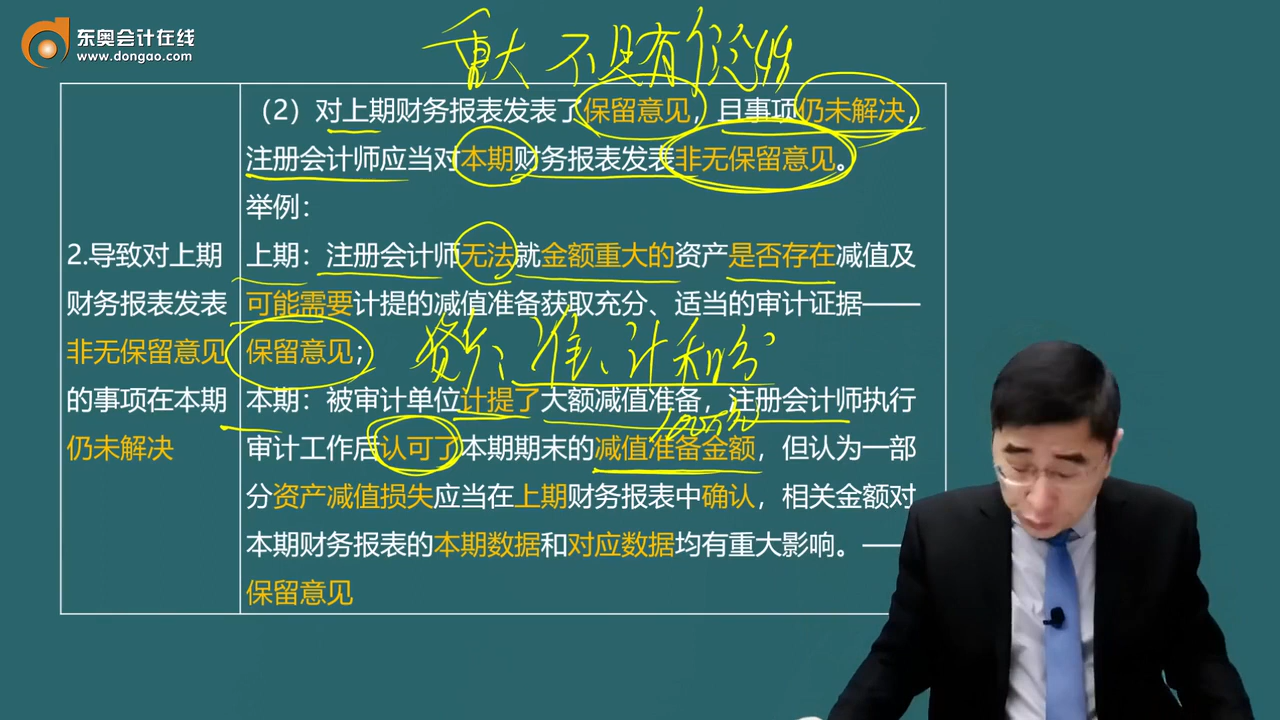 东奥会计在线
www.dongao.com
重大 不具有广泛性
(2)对上期财务报表发表了保留意见，且事项仍未解决，
注册会计师应当对本期财务报表发表非无保留意见。
举例：
2.导致对上期
财务报表发表
非无保留意见
的事项在本期
仍未解决
上期：注册会计师无法就金额重大的资产是否存在减值及
可能需要计提的减值准备获取充分、适当的审计证据——
保留意见；
本期：被审计单位计提了大额减值准备，注册会计师执行
审计工作后认可了本期期末的减值准备金额，但认为一部
分资产减值损失应当在上期财务报表中确认，相关金额对
本期财务报表的本期数据和对应数据均有重大影响。——
保留意见